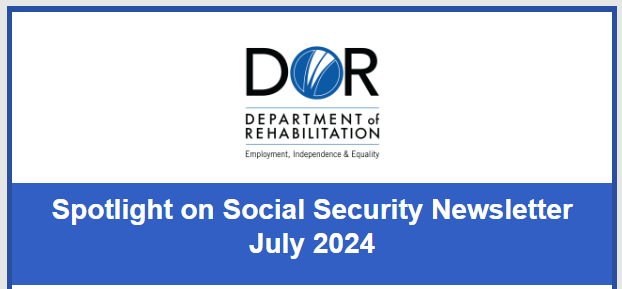 DOR
DEPARTMENT of
REHABILITATION
Employment, Independence & Equality
Spotlight on Social Security Newsletter
July 2024